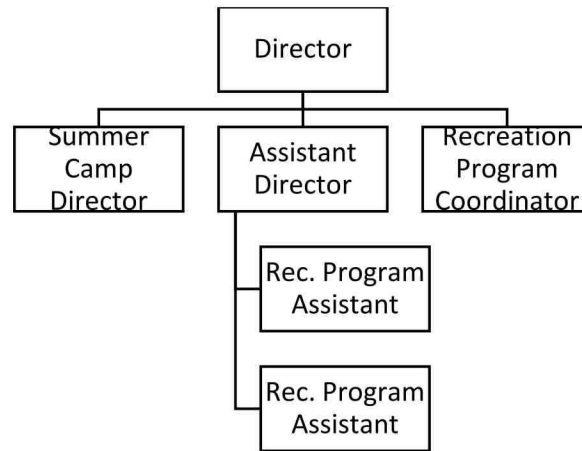 Director
Summer
Camp
Director
Assistant
Director
Recreation
Program
Coordinator
Rec. Program
Assistant
Rec. Program
Assistant